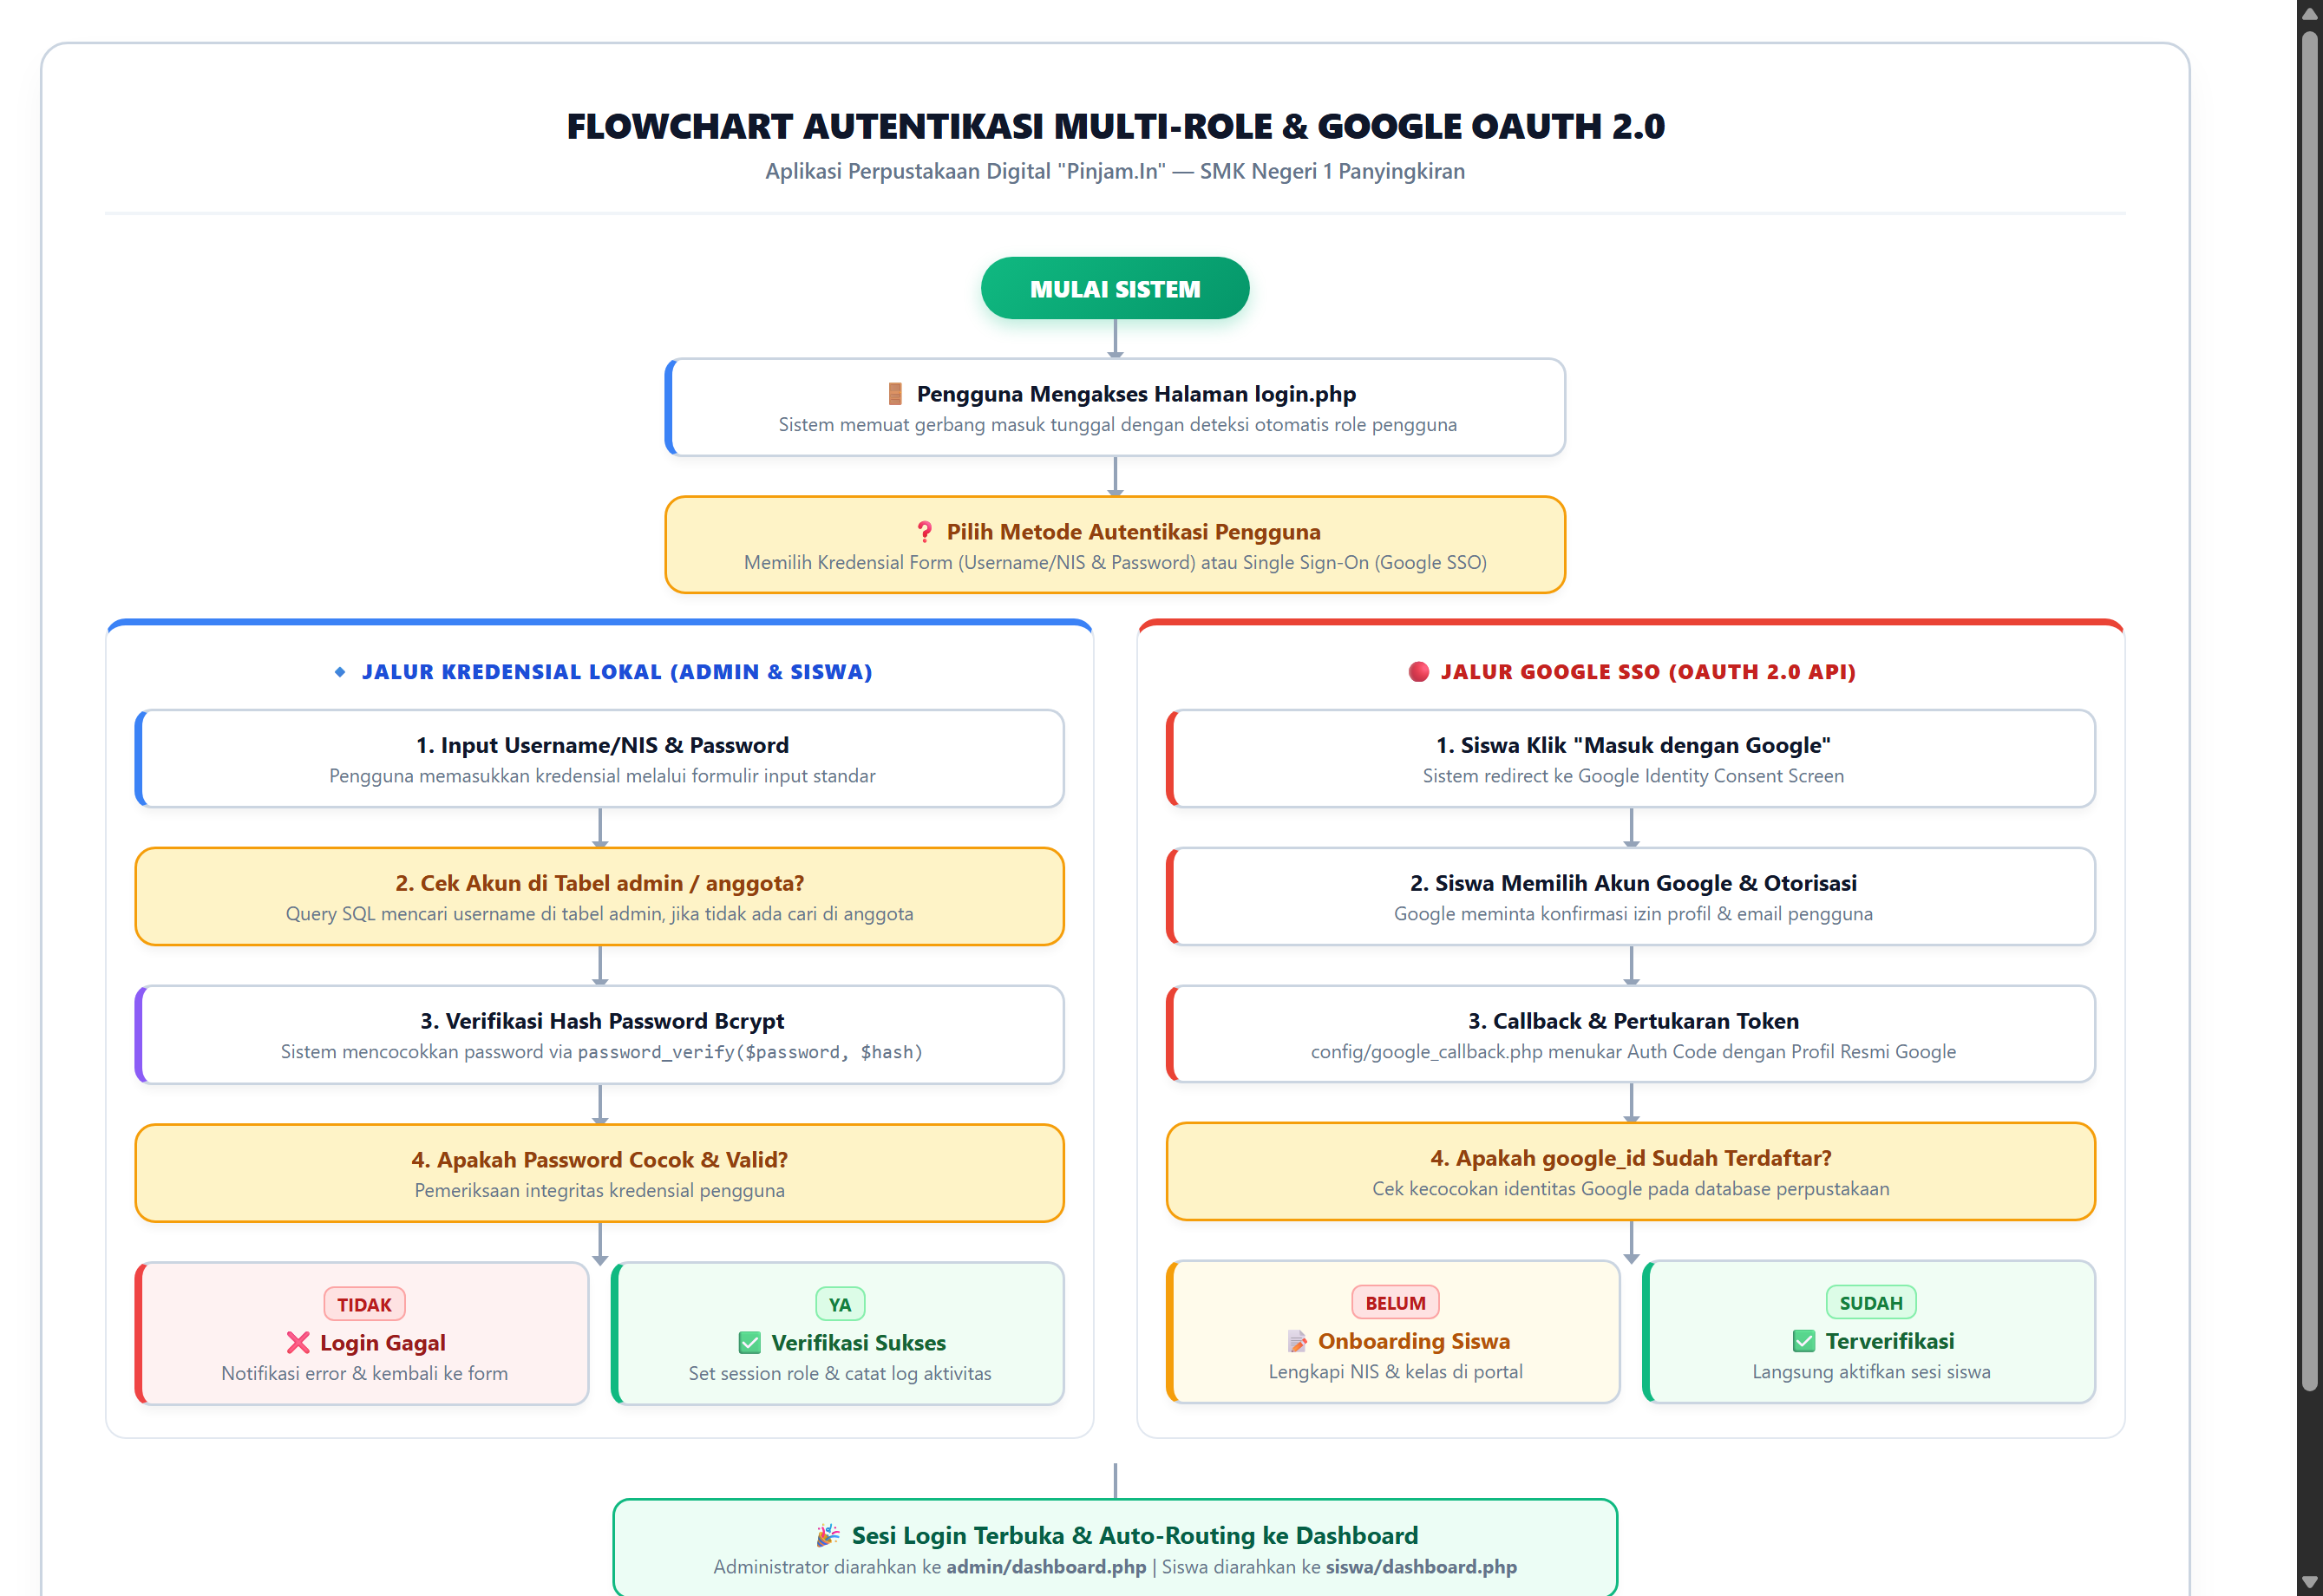 FLOWCHART AUTENTIKASI MULTI-ROLE & GOOGLE OAUTH 2.0
Aplikasi Perpustakaan Digital "Pinjam.In" — SMK Negeri 1 Panyingkiran
MULAI SISTEM
🚪 Pengguna Mengakses Halaman login.php
Sistem memuat gerbang masuk tunggal dengan deteksi otomatis role pengguna
❓ Pilih Metode Autentikasi Pengguna
Memilih Kredensial Form (Username/NIS & Password) atau Single Sign-On (Google SSO)
🔹 JALUR KREDENSIAL LOKAL (ADMIN & SISWA)
1. Input Username/NIS & Password
Pengguna memasukkan kredensial melalui formulir input standar
2. Cek Akun di Tabel admin / anggota?
Query SQL mencari username di tabel admin, jika tidak ada cari di anggota
3. Verifikasi Hash Password Bcrypt
Sistem mencocokkan password via password_verify($password, $hash)
4. Apakah Password Cocok & Valid?
Pemeriksaan integritas kredensial pengguna
TIDAK
❌ Login Gagal
Notifikasi error & kembali ke form
YA
✅ Verifikasi Sukses
Set session role & catat log aktivitas
🔴 JALUR GOOGLE SSO (OAUTH 2.0 API)
1. Siswa Klik "Masuk dengan Google"
Sistem redirect ke Google Identity Consent Screen
2. Siswa Memilih Akun Google & Otorisasi
Google meminta konfirmasi izin profil & email pengguna
3. Callback & Pertukaran Token
config/google_callback.php menukar Auth Code dengan Profil Resmi Google
4. Apakah google_id Sudah Terdaftar?
Cek kecocokan identitas Google pada database perpustakaan
BELUM
📝 Onboarding Siswa
Lengkapi NIS & kelas di portal
SUDAH
✅ Terverifikasi
Langsung aktifkan sesi siswa
🎉 Sesi Login Terbuka & Auto-Routing ke Dashboard
Administrator diarahkan ke admin/dashboard.php | Siswa diarahkan ke siswa/dashboard.php